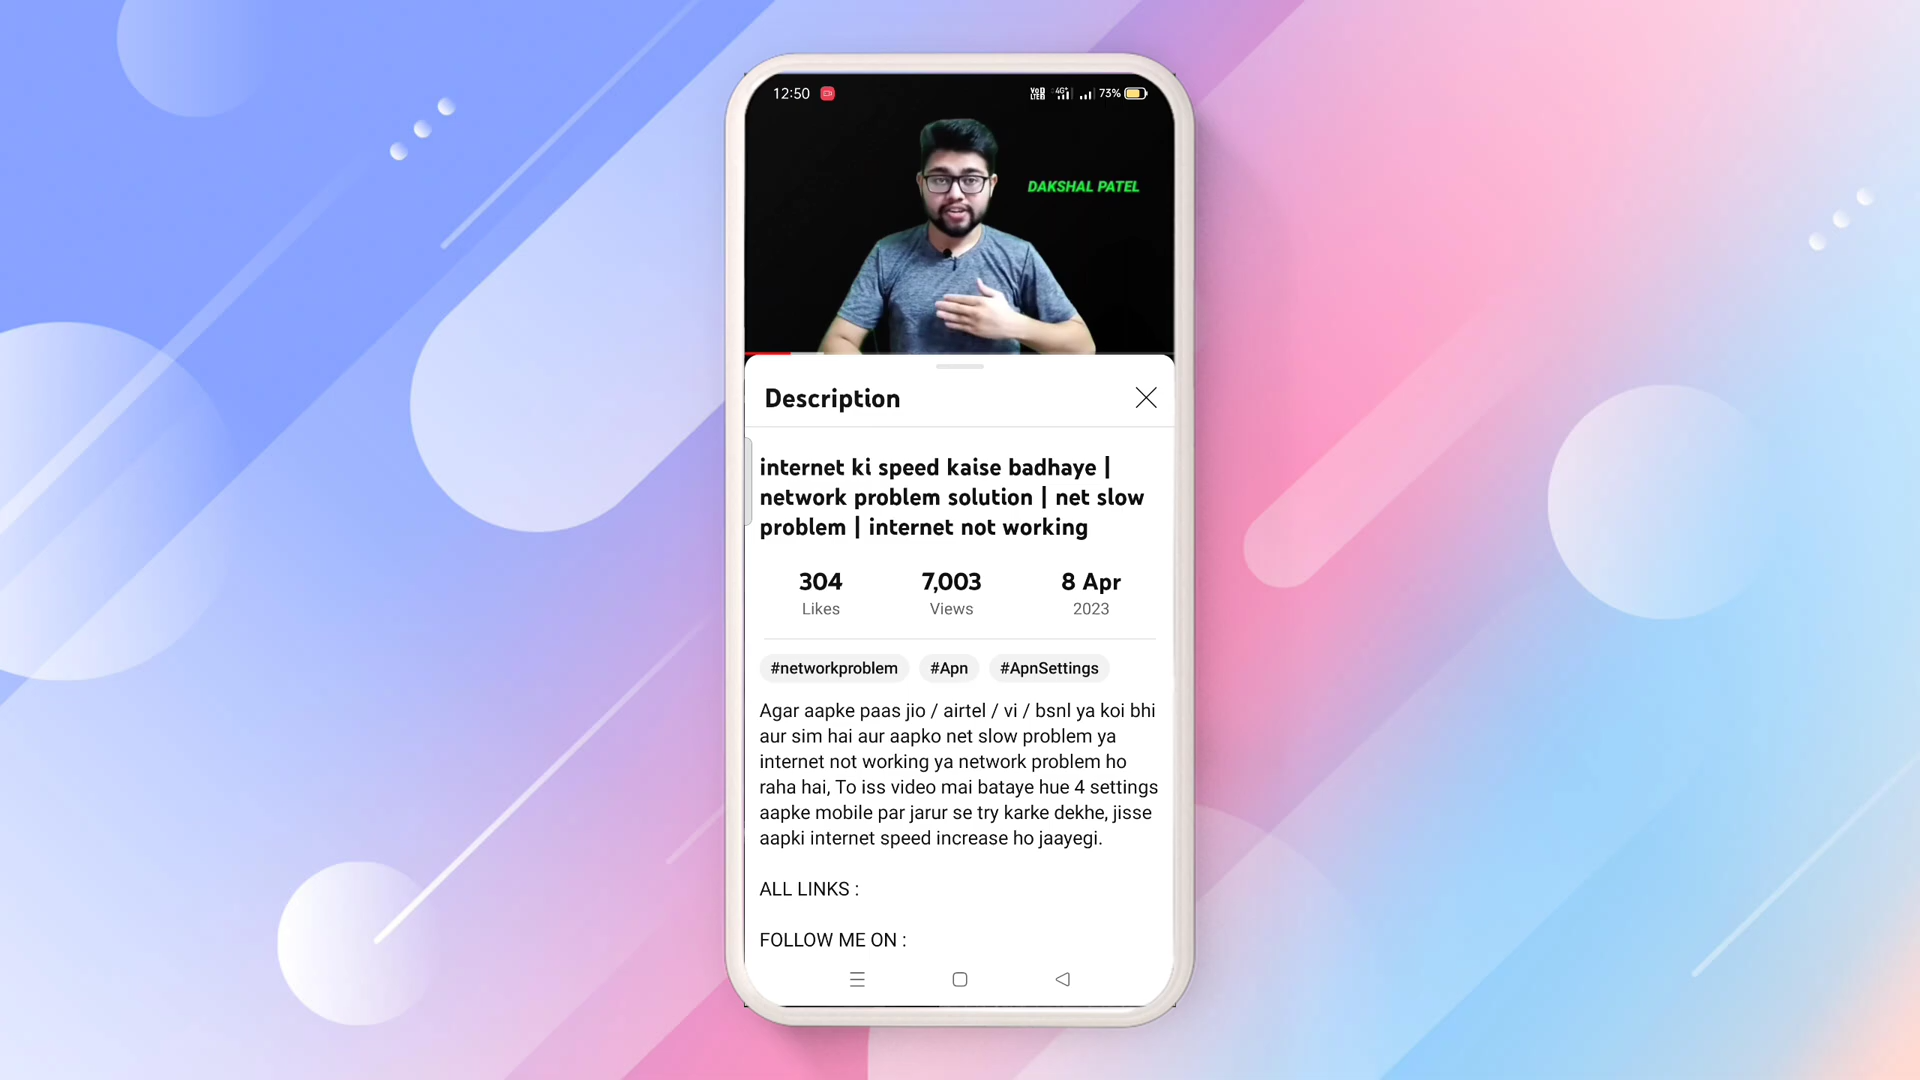 12:50
Vo LTE 4G+ 73%
DAKSHAL PATEL
Description
internet ki speed kaise badhaye |
network problem solution | net slow
problem | internet not working
304 7,003 8 Apr
Likes Views 2023
#networkproblem #Apn #ApnSettings
Agar aapke paas jio / airtel / vi / bsnl ya koi bhi
aur sim hai aur aapko net slow problem ya
internet not working ya network problem ho
raha hai, To iss video mai bataye hue 4 settings
aapke mobile par jarur se try karke dekhe, jisse
aapki internet speed increase ho jaayegi.
ALL LINKS :
FOLLOW ME ON :